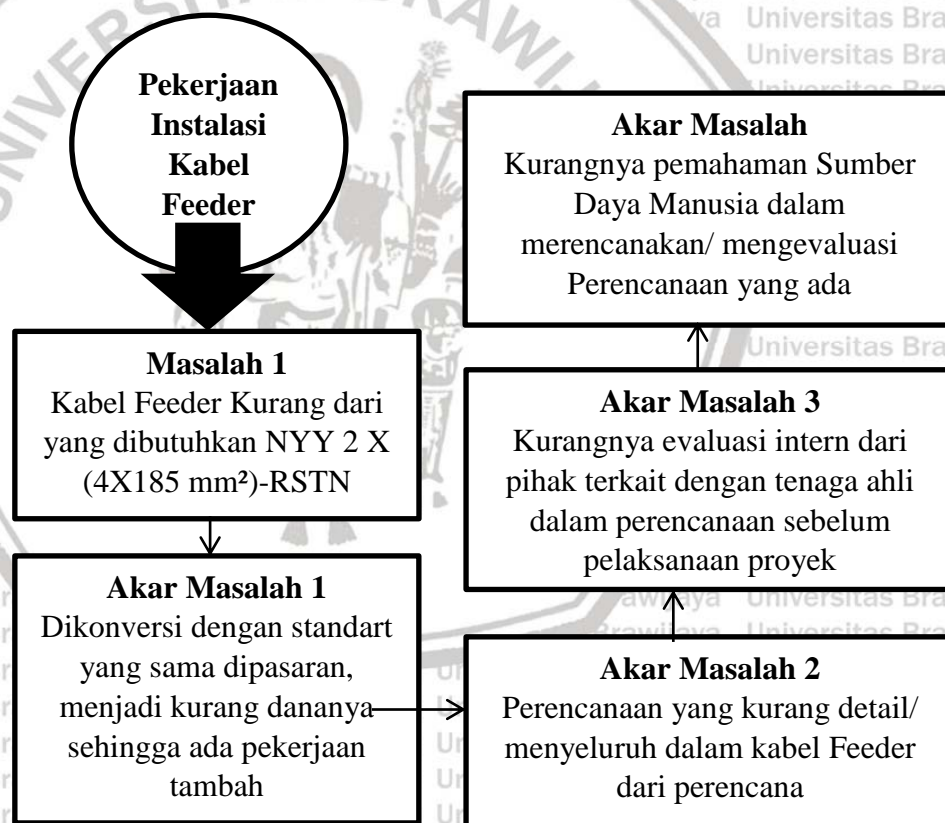 Pekerjaan
Instalasi
Kabel
Feeder
Masalah 1
Kabel Feeder Kurang dari
yang dibutuhkan NYY 2 X
(4X185 mm²)-RSTN
Akar Masalah 1
Dikonversi dengan standart
yang sama dipasaran,
menjadi kurang dananya
sehingga ada pekerjaan
tambah
Akar Masalah 2
Perencanaan yang kurang detail/
menyeluruh dalam kabel Feeder
dari perencana
Akar Masalah 3
Kurangnya evaluasi intern dari
pihak terkait dengan tenaga ahli
dalam perencanaan sebelum
pelaksanaan proyek
Akar Masalah
Kurangnya pemahaman Sumber
Daya Manusia dalam
merencanakan/ mengevaluasi
Perencanaan yang ada
Universitas Bra
Universitas Bra
Universitas Bra
Universitas Bra
Universitas Bra